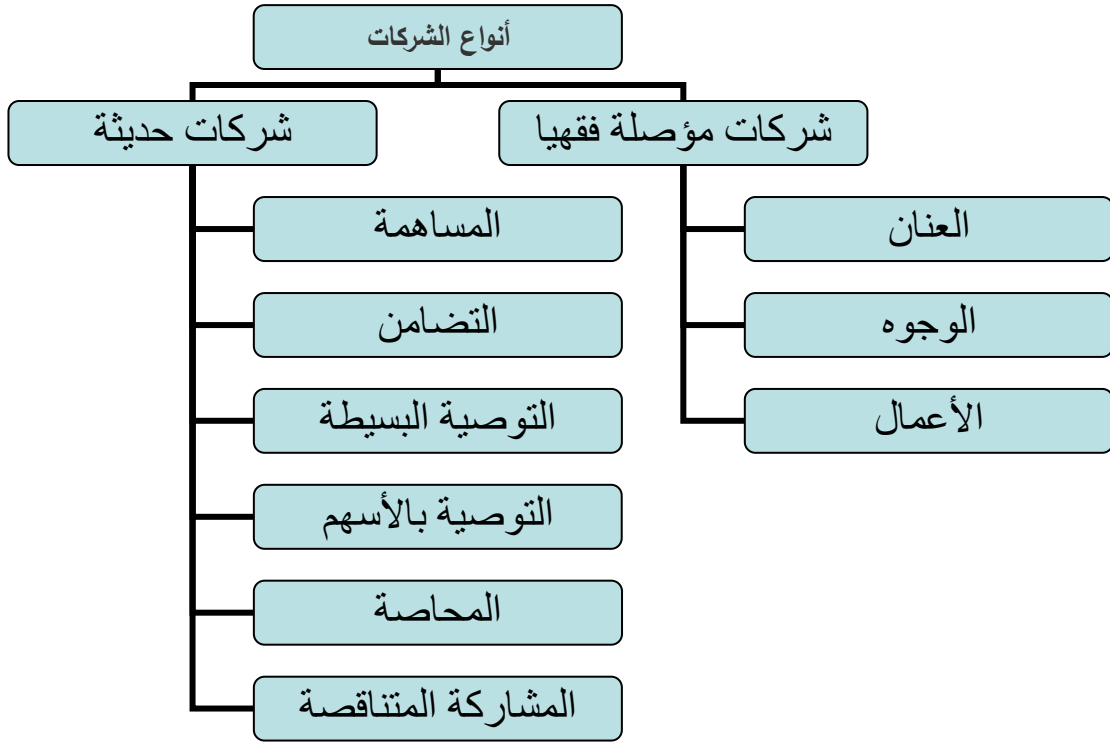 أنواع الشركات
شركات مؤصلة فقهيا
العنان
الوجوه
الأعمال
شركات حديثة
المساهمة
التضامن
التوصية البسيطة
التوصية بالأسهم
المحاصة
المشاركة المتناقصة